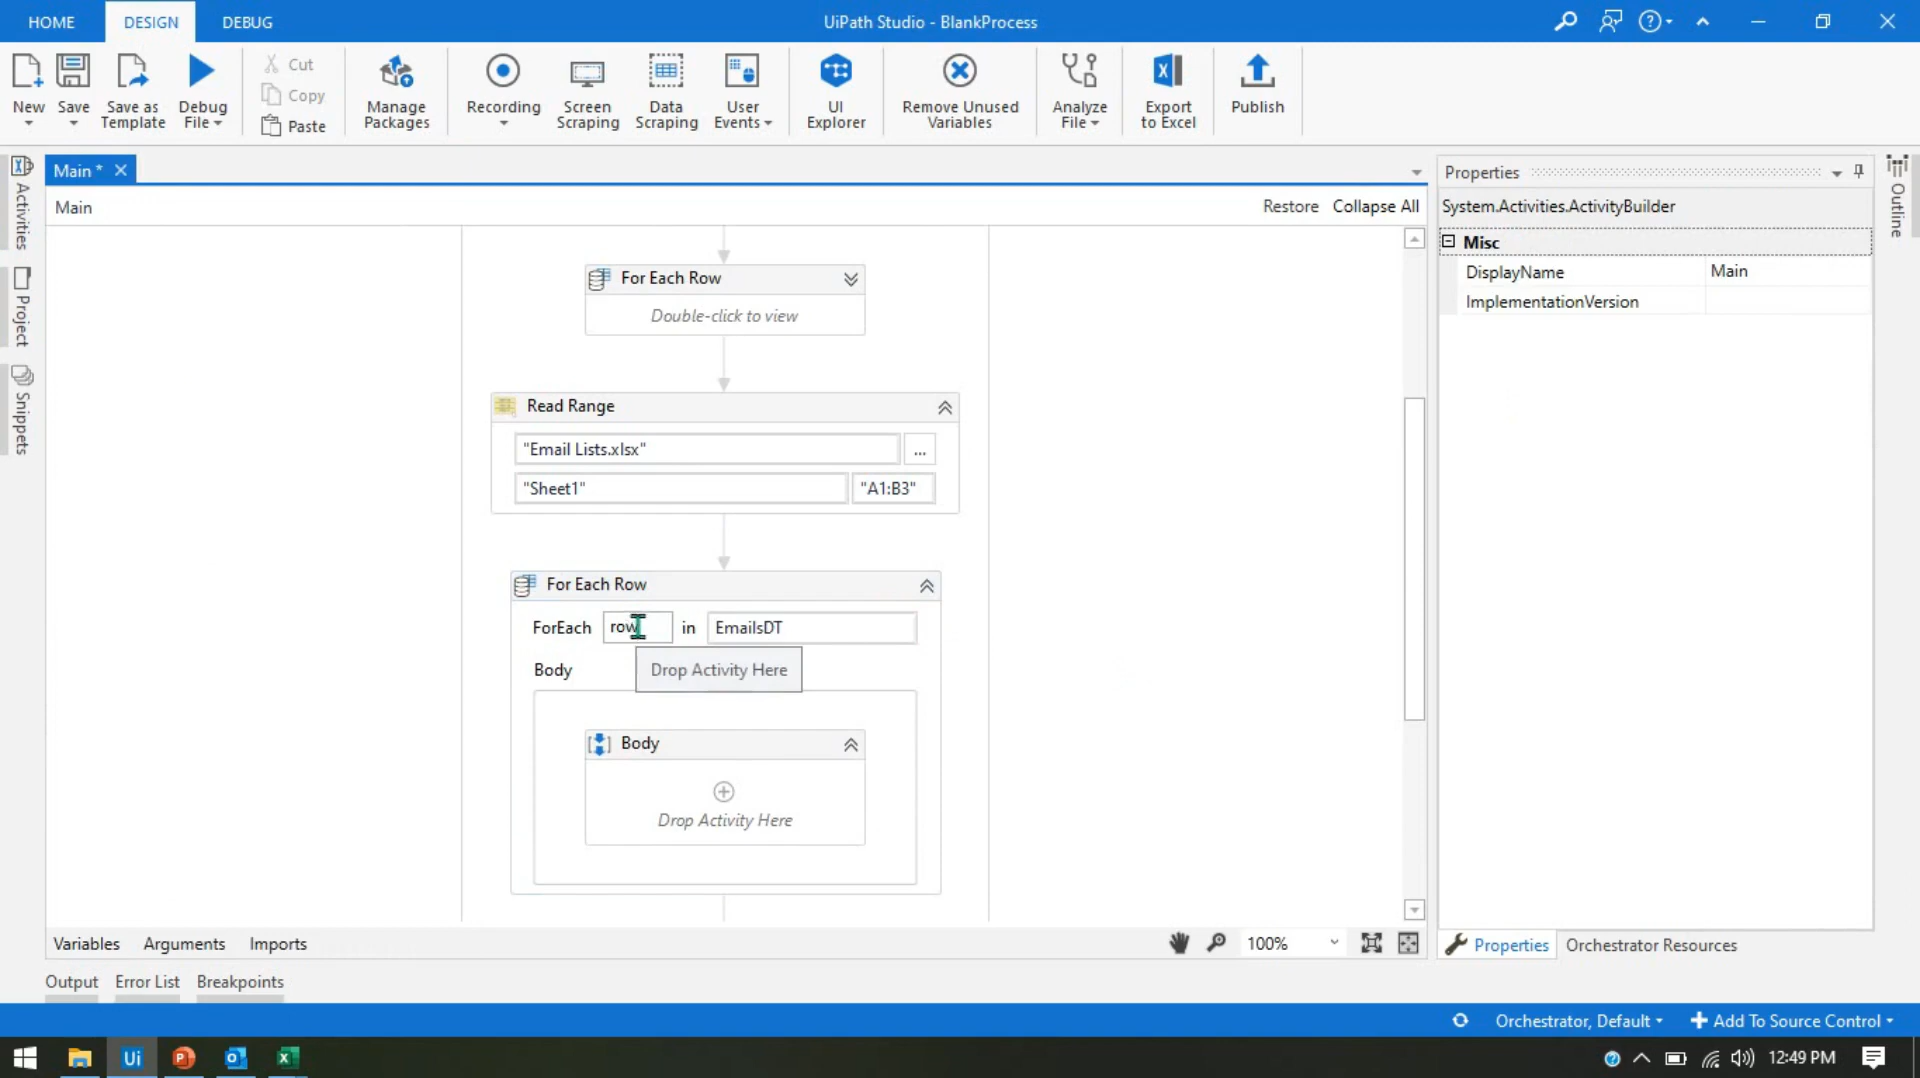 HOME
DESIGN
DEBUG
UiPath Studio - BlankProcess
New
Save
Save as Template
Debug File
Cut
Copy
Paste
Manage Packages
Recording
Screen Scraping
Data Scraping
User Events
UI Explorer
Remove Unused Variables
Analyze File
Export to Excel
Publish
Activities
Project
Snippets
Main *
Main
Restore
Collapse All
For Each Row
Double-click to view
Read Range
"Email Lists.xlsx"
...
"Sheet1"
"A1:B3"
For Each Row
ForEach
row
in
EmailsDT
Body
Drop Activity Here
Body
Drop Activity Here
Variables
Arguments
Imports
100%
Properties
System.Activities.ActivityBuilder
Misc
DisplayName
Main
ImplementationVersion
Outline
Properties
Orchestrator Resources
Output
Error List
Breakpoints
Orchestrator, Default
Add To Source Control
Ui
12:49 PM